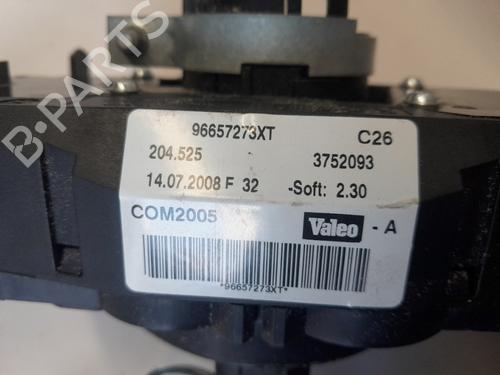 96657273XT C26
204.525 - 3752093
14.07.2008 F 32 -Soft: 2.30
COM2005 Valeo - A
*96657273XT*
B-PARTS